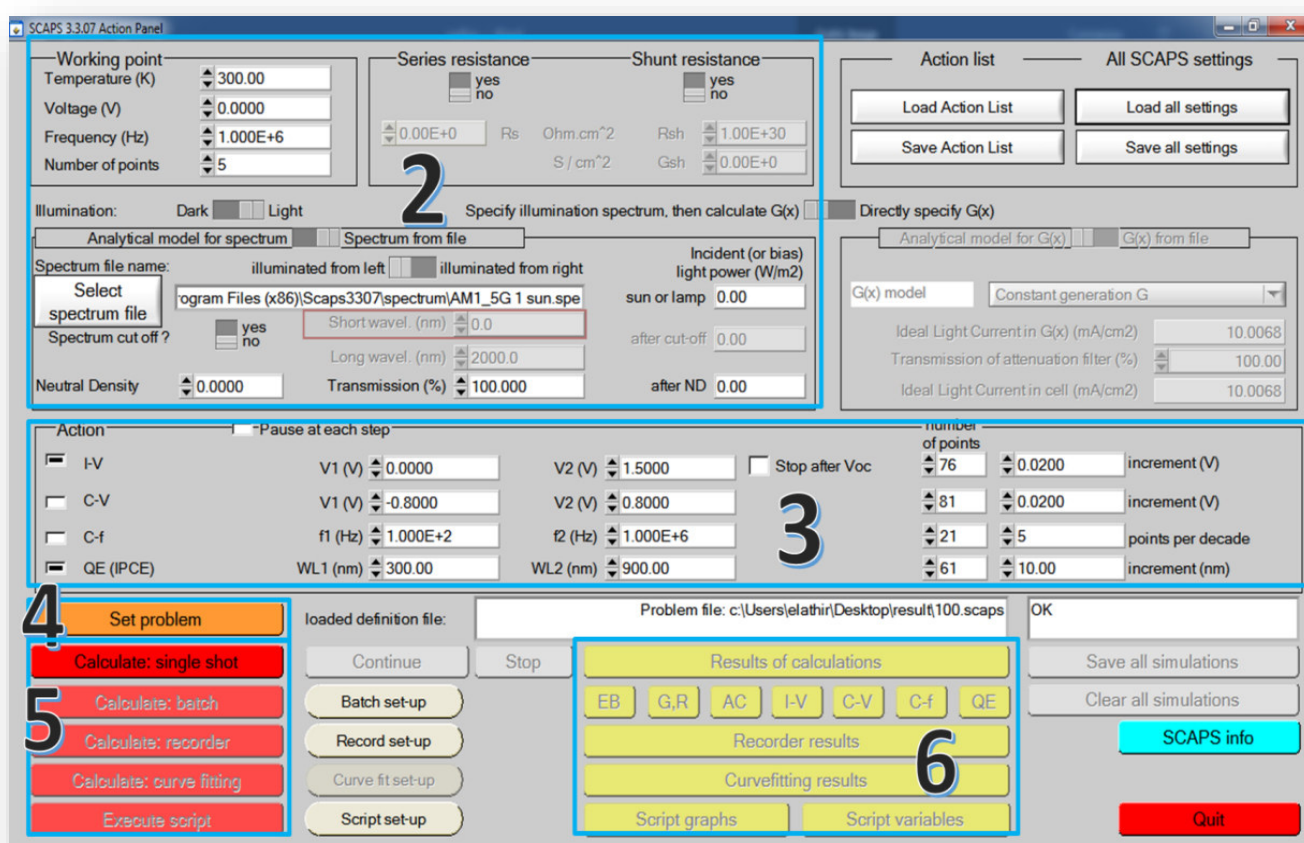 SCAPS 3.3.07 Action Panel
Working point
Temperature (K) 300.00
Voltage (V) 0.0000
Frequency (Hz) 1.000E+6
Number of points 5
Series resistance
yes
no
Shunt resistance
yes
no
0.00E+0 Rs Ohm.cm^2 Rsh 1.00E+30
S / cm^2 Gsh 0.00E+0
2
Action list
All SCAPS settings
Load Action List
Load all settings
Save Action List
Save all settings
Illumination: Dark Light
Specify illumination spectrum, then calculate G(x) Directly specify G(x)
Analytical model for spectrum Spectrum from file
Spectrum file name: illuminated from left illuminated from right
Incident (or bias)
light power (W/m2)
Select
spectrum file
rogram Files (x86)\Scaps3307\spectrum\AM1_5G 1 sun.spe
sun or lamp 0.00
Spectrum cut off ? yes
no
Short wavel. (nm) 0.0
after cut-off 0.00
Long wavel. (nm) 2000.0
Neutral Density 0.0000
Transmission (%) 100.000
after ND 0.00
Analytical model for G(x) G(x) from file
G(x) model Constant generation G
Ideal Light Current in G(x) (mA/cm2) 10.0068
Transmission of attenuation filter (%) 100.00
Ideal Light Current in cell (mA/cm2) 10.0068
Action
Pause at each step
number
of points
I-V V1 (V) 0.0000 V2 (V) 1.5000 Stop after Voc 76 0.0200 increment (V)
C-V V1 (V) -0.8000 V2 (V) 0.8000 81 0.0200 increment (V)
C-f f1 (Hz) 1.000E+2 f2 (Hz) 1.000E+6 21 5 points per decade
QE (IPCE) WL1 (nm) 300.00 WL2 (nm) 900.00 61 10.00 increment (nm)
3
4
Set problem
loaded definition file:
Problem file: c:\Users\elathir\Desktop\result\100.scaps
OK
5
Calculate: single shot
Continue
Stop
Results of calculations
Save all simulations
Calculate: batch
Batch set-up
EB G,R AC I-V C-V C-f QE
Clear all simulations
Calculate: recorder
Record set-up
Recorder results
SCAPS info
6
Calculate: curve fitting
Curve fit set-up
Curvefitting results
Execute script
Script set-up
Script graphs
Script variables
Quit